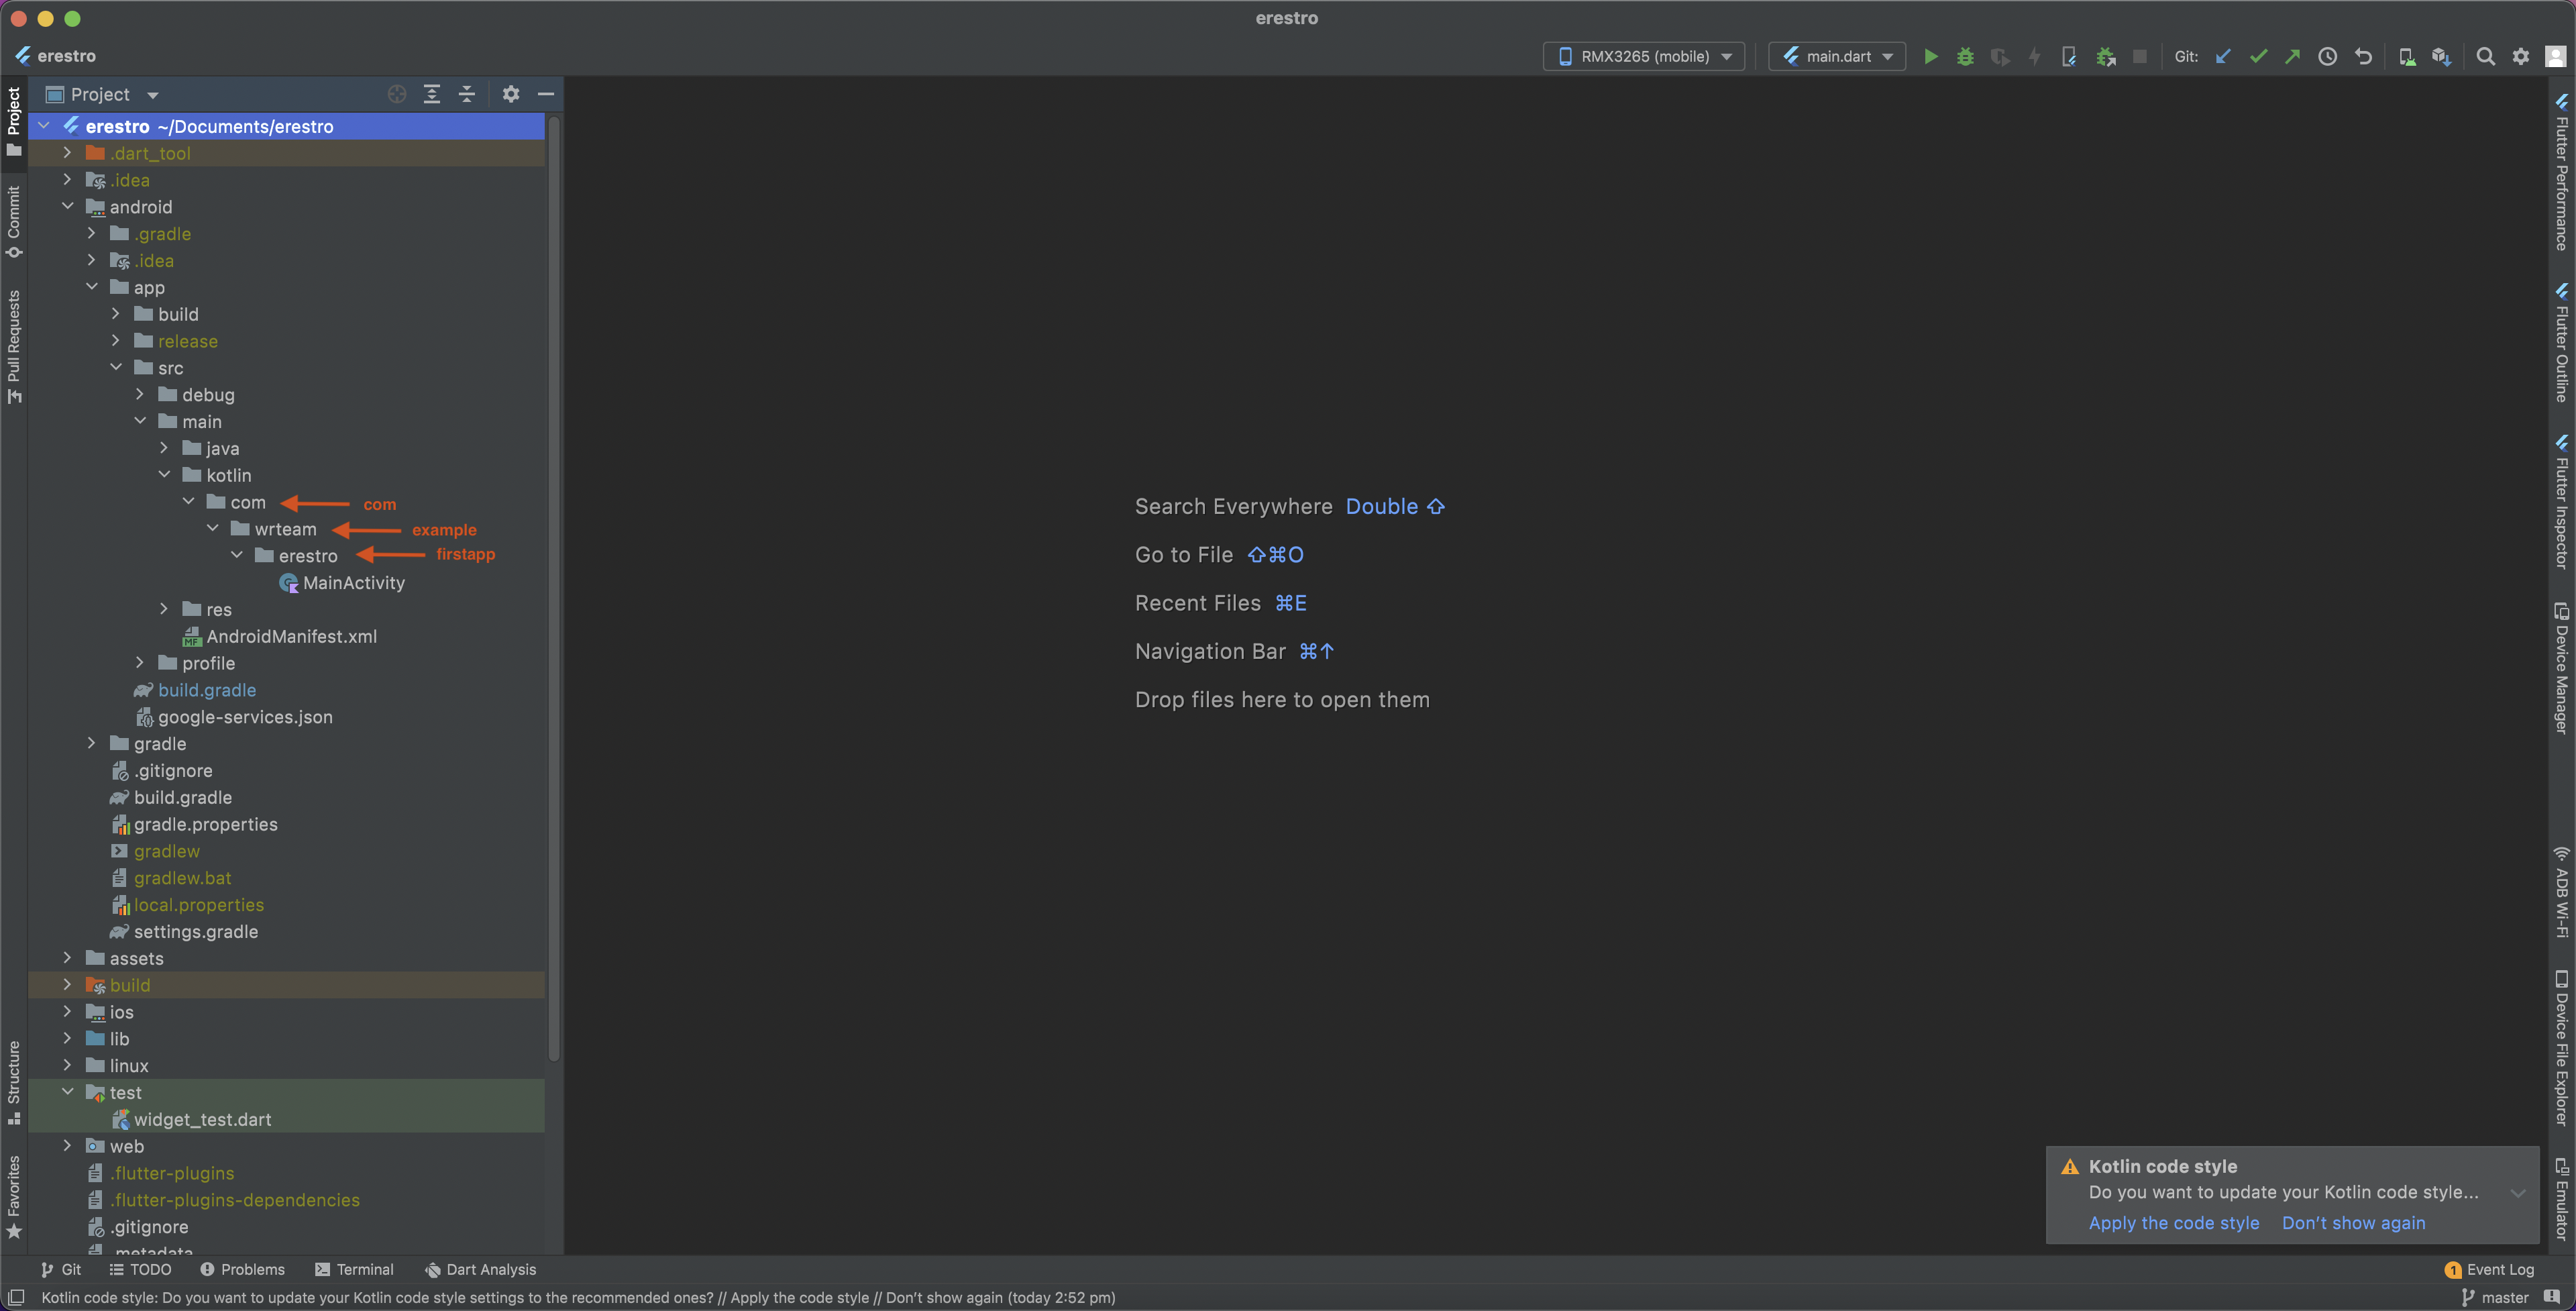 erestro
erestro
RMX3265 (mobile)
main.dart
Git:
Project
erestro ~/Documents/erestro
.dart_tool
.idea
android
.gradle
.idea
app
build
release
src
debug
main
java
kotlin
com com
wrteam example
erestro firstapp
MainActivity
res
AndroidManifest.xml
profile
build.gradle
google-services.json
gradle
.gitignore
build.gradle
gradle.properties
gradlew
gradlew.bat
local.properties
settings.gradle
assets
build
ios
lib
linux
test
widget_test.dart
web
.flutter-plugins
.flutter-plugins-dependencies
.gitignore
.metadata
Project
Commit
Pull Requests
Structure
Favorites
Search Everywhere Double ⇧
Go to File ⇧⌘O
Recent Files ⌘E
Navigation Bar ⌘↑
Drop files here to open them
Flutter Performance
Flutter Outline
Flutter Inspector
Device Manager
ADB Wi-Fi
Device File Explorer
Emulator
Kotlin code style
Do you want to update your Kotlin code style...
Apply the code style Don't show again
Git TODO Problems Terminal Dart Analysis
1 Event Log
Kotlin code style: Do you want to update your Kotlin code style settings to the recommended ones? // Apply the code style // Don't show again (today 2:52 pm)
master